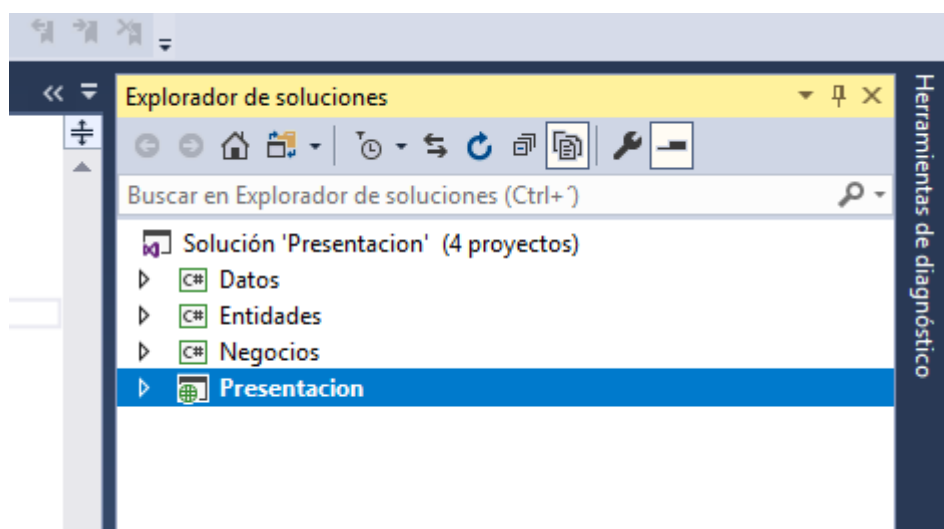 Explorador de soluciones
Buscar en Explorador de soluciones (Ctrl+´)
Solución 'Presentacion' (4 proyectos)
C# Datos
C# Entidades
C# Negocios
Presentacion
Herramientas de diagnóstico